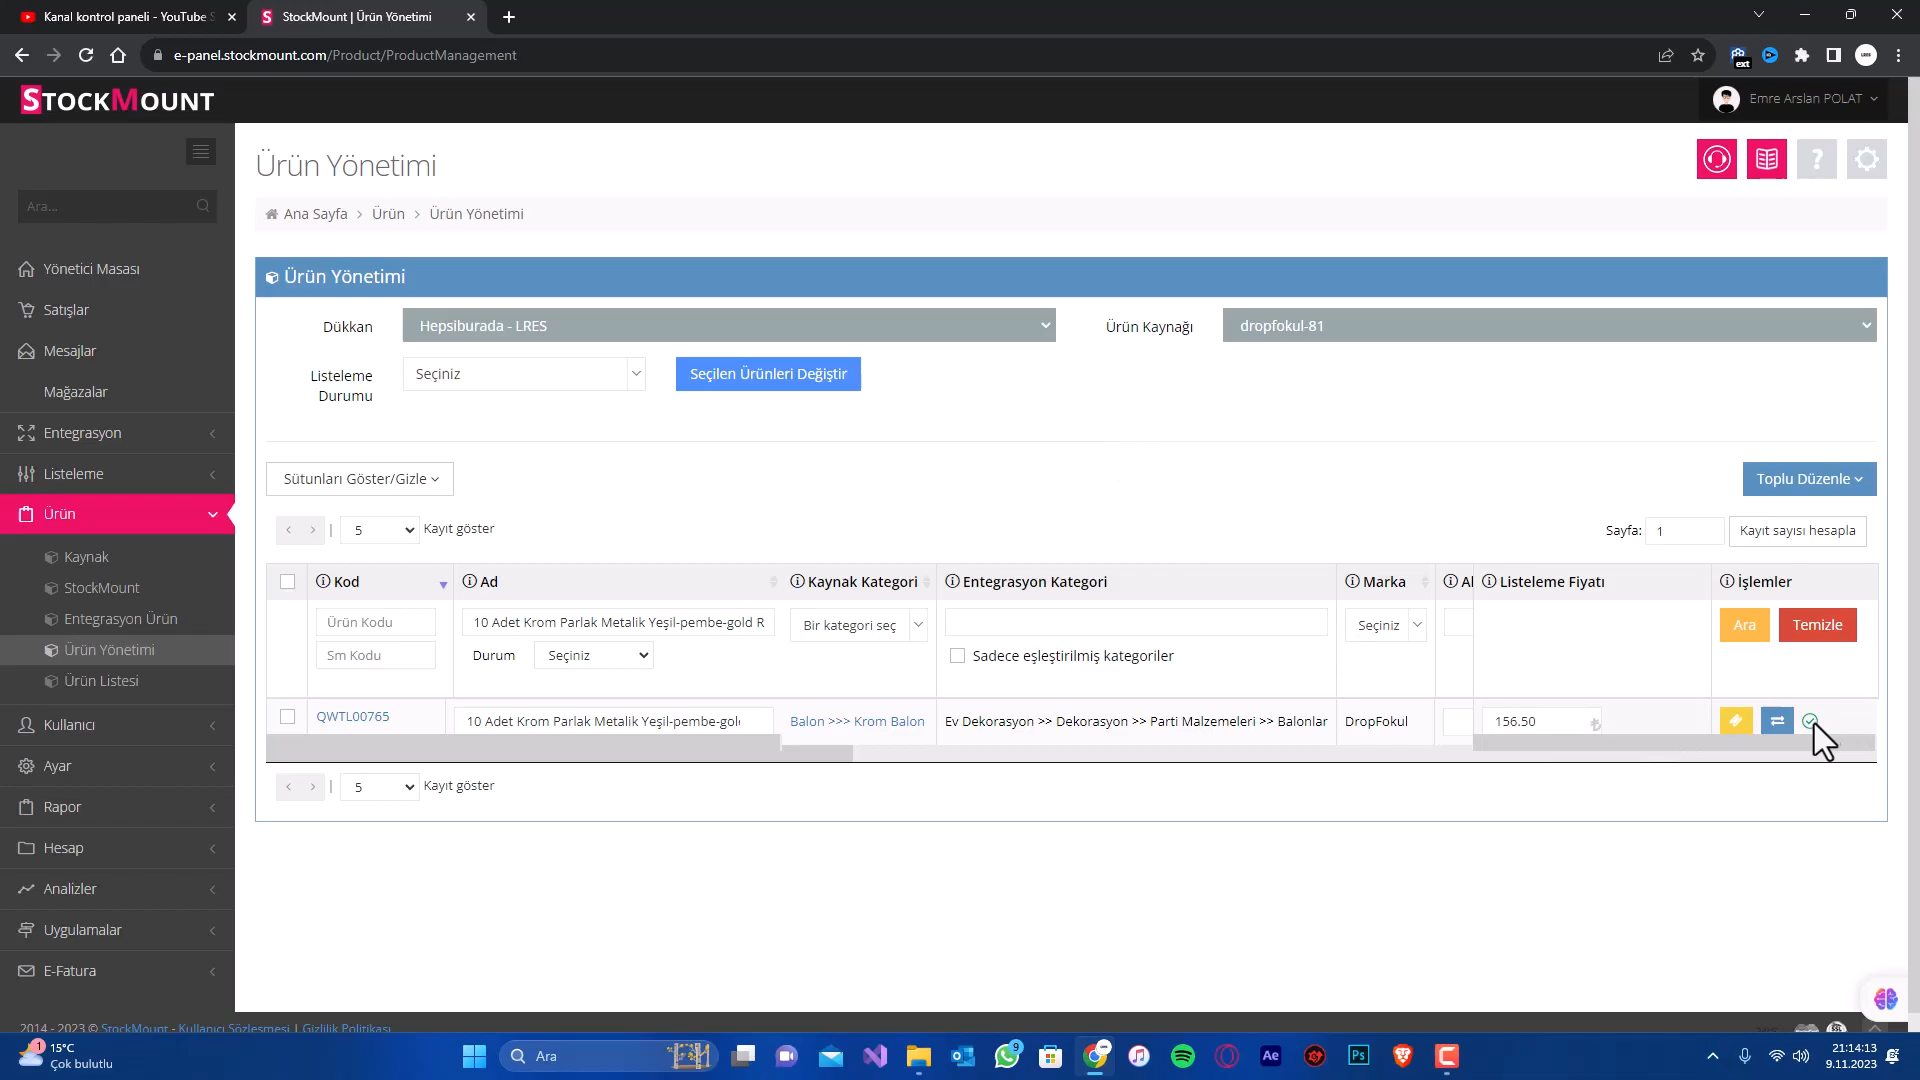 Kanal kontrol paneli - YouTube S
StockMount | Ürün Yönetimi
e-panel.stockmount.com/Product/ProductManagement
ext
STOCKMOUNT
Emre Arslan POLAT
Ara...
Yönetici Masası
Satışlar
Mesajlar
Mağazalar
Entegrasyon
Listeleme
Ürün
Kaynak
StockMount
Entegrasyon Ürün
Ürün Yönetimi
Ürün Listesi
Kullanıcı
Ayar
Rapor
Hesap
Analizler
Uygulamalar
E-Fatura
Ürün Yönetimi
Ana Sayfa > Ürün > Ürün Yönetimi
Ürün Yönetimi
Dükkan
Hepsiburada - LRES
Ürün Kaynağı
dropfokul-81
Listeleme
Durumu
Seçiniz
Seçilen Ürünleri Değiştir
Sütunları Göster/Gizle
Toplu Düzenle
5 Kayıt göster
Sayfa: 1 Kayıt sayısı hesapla
Kod Ad Kaynak Kategori Entegrasyon Kategori Marka Al Listeleme Fiyatı İşlemler
Ürün Kodu 10 Adet Krom Parlak Metalik Yeşil-pembe-gold R Bir kategori seç Seçiniz Ara Temizle
Sm Kodu Durum Seçiniz Sadece eşleştirilmiş kategoriler
QWTL00765 10 Adet Krom Parlak Metalik Yeşil-pembe-gold Balon >>> Krom Balon Ev Dekorasyon >> Dekorasyon >> Parti Malzemeleri >> Balonlar DropFokul 156.50
5 Kayıt göster
2014 - 2023 © StockMount - Kullanıcı Sözleşmesi | Gizlilik Politikası
1
15°C
Çok bulutlu
Ara
9
Ae
Ps
21:14:13
9.11.2023